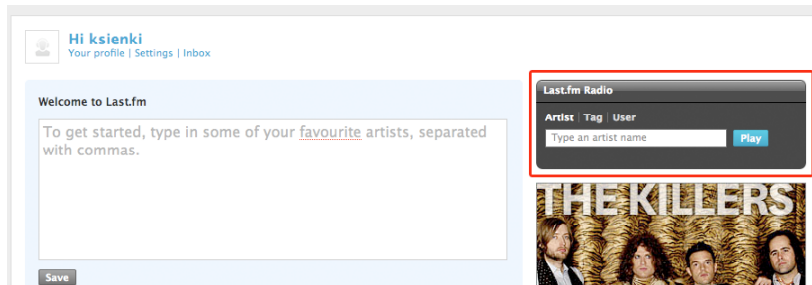 Hi ksienki
Your profile | Settings | Inbox
Welcome to Last.fm
To get started, type in some of your favourite artists, separated
with commas.
Save
Last.fm Radio
Artist | Tag | User
Type an artist name
Play
THE KILLERS